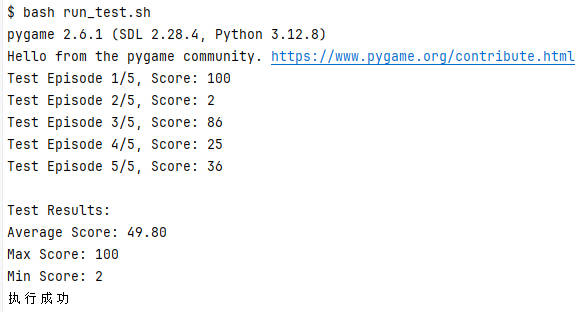 $ bash run_test.sh
pygame 2.6.1 (SDL 2.28.4, Python 3.12.8)
Hello from the pygame community. https://www.pygame.org/contribute.html
Test Episode 1/5, Score: 100
Test Episode 2/5, Score: 2
Test Episode 3/5, Score: 86
Test Episode 4/5, Score: 25
Test Episode 5/5, Score: 36
Test Results:
Average Score: 49.80
Max Score: 100
Min Score: 2
执行成功